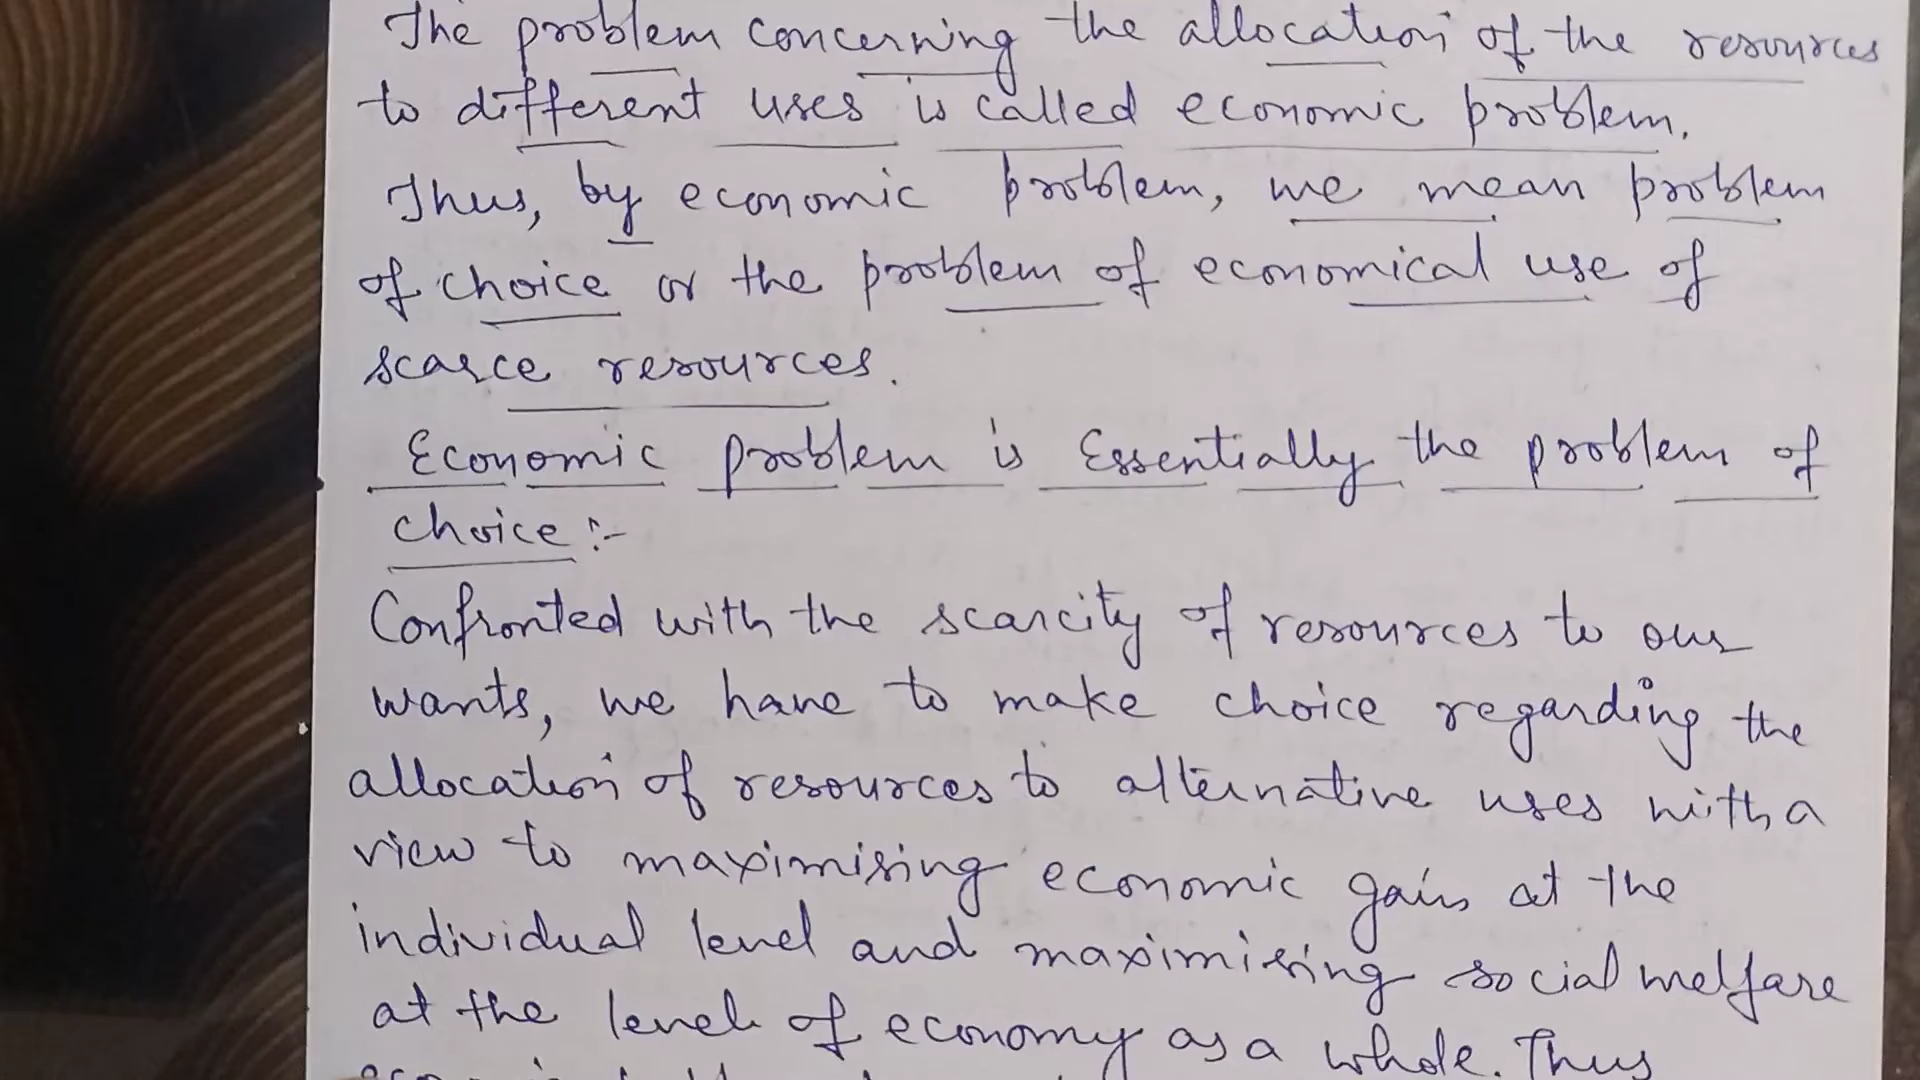 The problem concerning the allocation of the resources
to different uses is called economic problem.
Thus, by economic problem, we mean problem
of choice or the problem of economical use of
scarce resources.
Economic problem is Essentially the problem of
choice :-
Confronted with the scarcity of resources to our
wants, we have to make choice regarding the
allocation of resources to alternative uses with a
view to maximising economic gain at the
individual level and maximising social welfare
at the level of economy as a whole. Thus